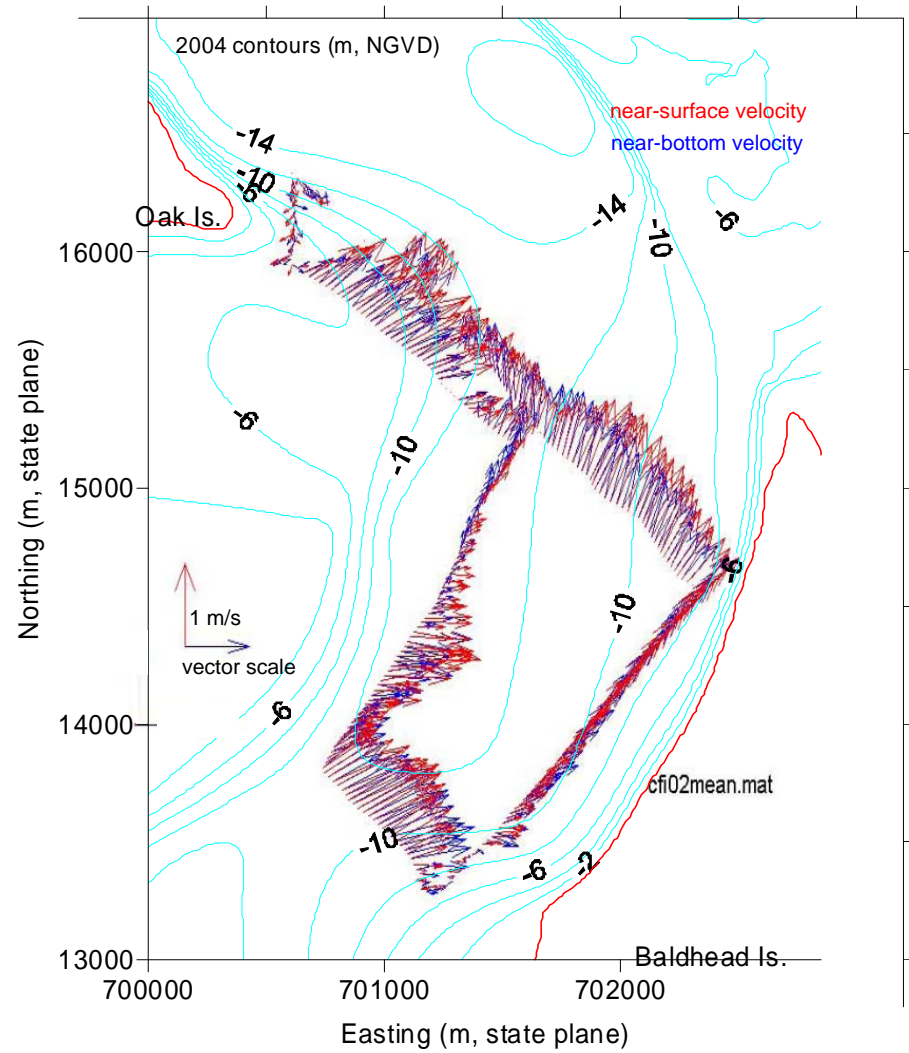 2004 contours (m, NGVD)
near-surface velocity
near-bottom velocity
-14
-10
-6
-14
-6
-10
Oak Is.
16000
-6
-10
15000
-6
1 m/s
-10
vector scale
-6
14000
cfi02mean.mat
-10
-6
-2
13000
Baldhead Is.
700000
701000
702000
Northing (m, state plane)
Easting (m, state plane)